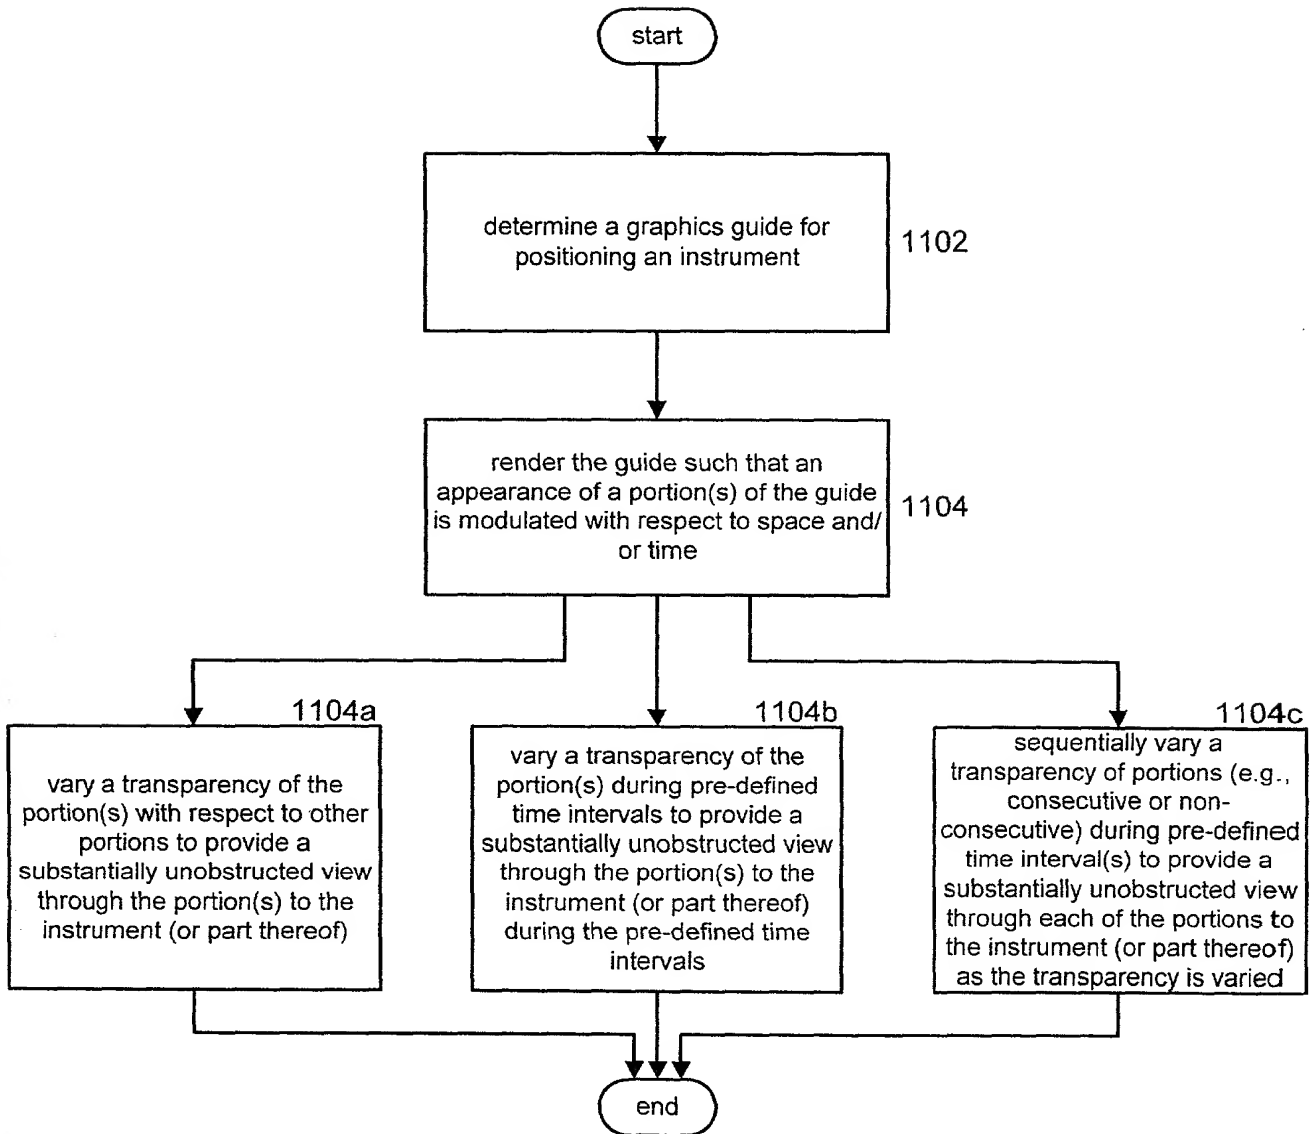 start
determine a graphics guide for
positioning an instrument
1102
render the guide such that an
appearance of a portion(s) of the guide
is modulated with respect to space and/
or time
1104
1104a
vary a transparency of the
portion(s) with respect to other
portions to provide a
substantially unobstructed view
through the portion(s) to the
instrument (or part thereof)
1104b
vary a transparency of the
portion(s) during pre-defined
time intervals to provide a
substantially unobstructed view
through the portion(s) to the
instrument (or part thereof)
during the pre-defined time
intervals
1104c
sequentially vary a
transparency of portions (e.g.,
consecutive or non-
consecutive) during pre-defined
time interval(s) to provide a
substantially unobstructed view
through each of the portions to
the instrument (or part thereof)
as the transparency is varied
end